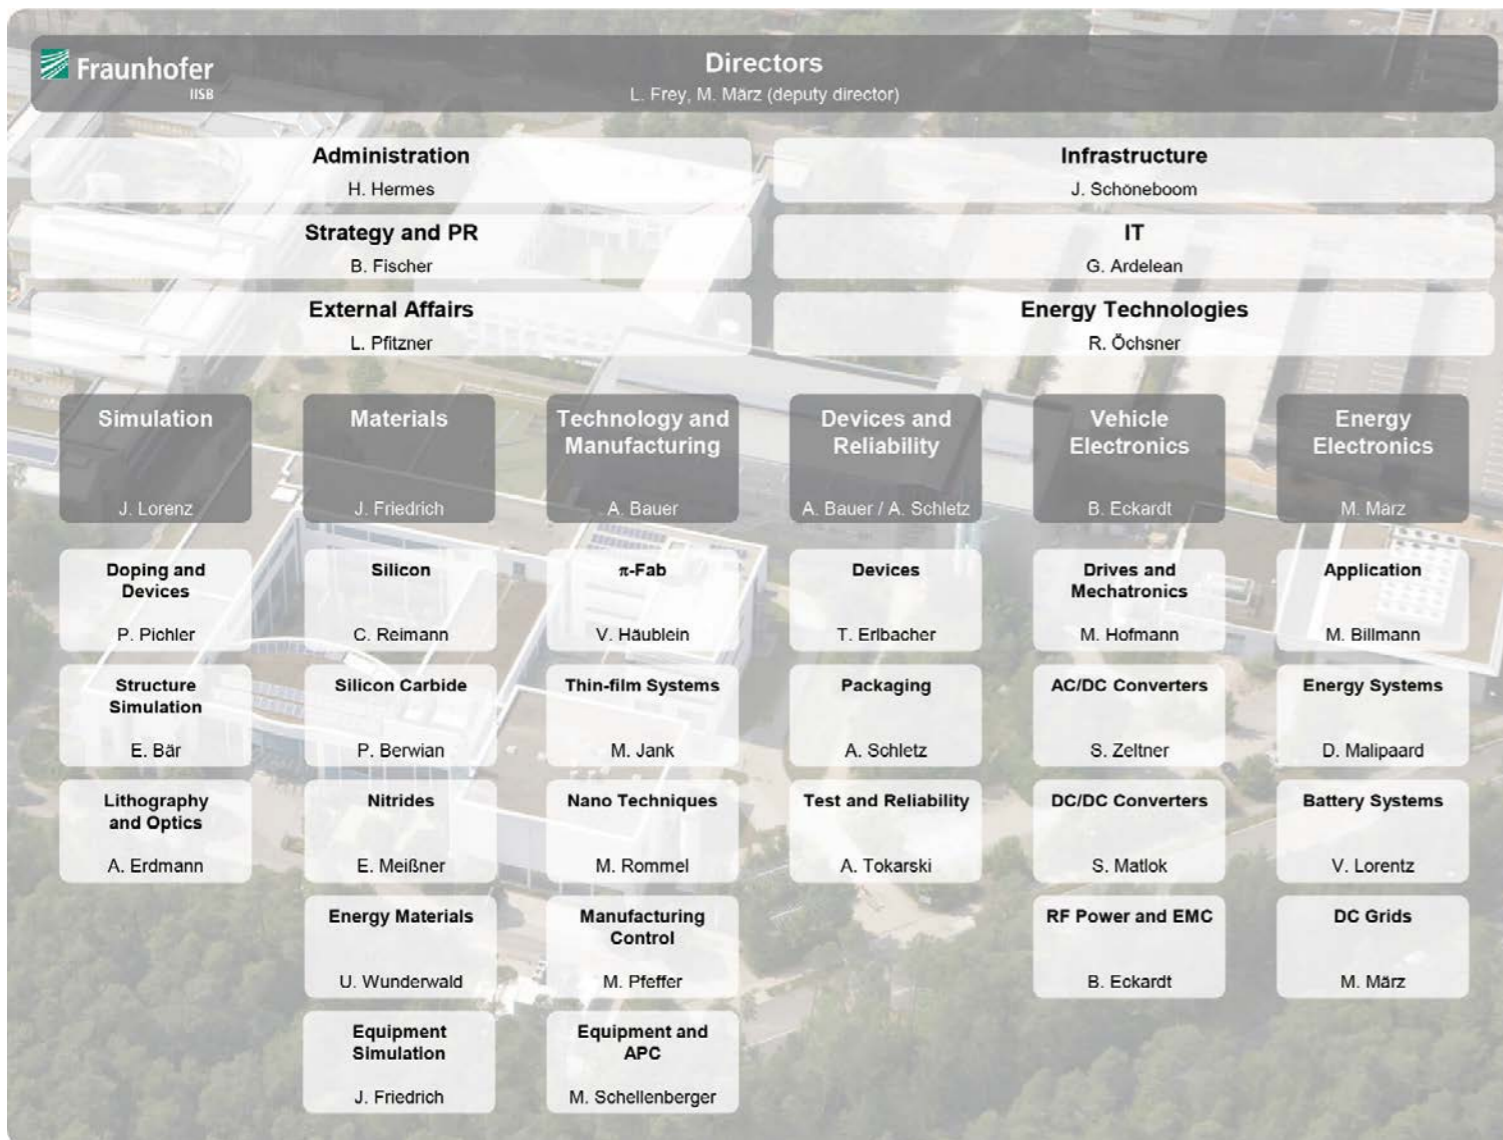 Fraunhofer
IISB
Directors
L. Frey, M. März (deputy director)
Administration
H. Hermes
Infrastructure
J. Schöneboom
Strategy and PR
B. Fischer
IT
G. Ardelean
External Affairs
L. Pfitzner
Energy Technologies
R. Öchsner
Simulation
J. Lorenz
Materials
J. Friedrich
Technology and
Manufacturing
A. Bauer
Devices and
Reliability
A. Bauer / A. Schletz
Vehicle
Electronics
B. Eckardt
Energy
Electronics
M. März
Doping and
Devices
P. Pichler
Silicon
C. Reimann
π-Fab
V. Häublein
Devices
T. Erlbacher
Drives and
Mechatronics
M. Hofmann
Application
M. Billmann
Structure
Simulation
E. Bär
Silicon Carbide
P. Berwian
Thin-film Systems
M. Jank
Packaging
A. Schletz
AC/DC Converters
S. Zeltner
Energy Systems
D. Malipaard
Lithography
and Optics
A. Erdmann
Nitrides
E. Meißner
Nano Techniques
M. Rommel
Test and Reliability
A. Tokarski
DC/DC Converters
S. Matlok
Battery Systems
V. Lorentz
Energy Materials
U. Wunderwald
Manufacturing
Control
M. Pfeffer
RF Power and EMC
B. Eckardt
DC Grids
M. März
Equipment
Simulation
J. Friedrich
Equipment and
APC
M. Schellenberger